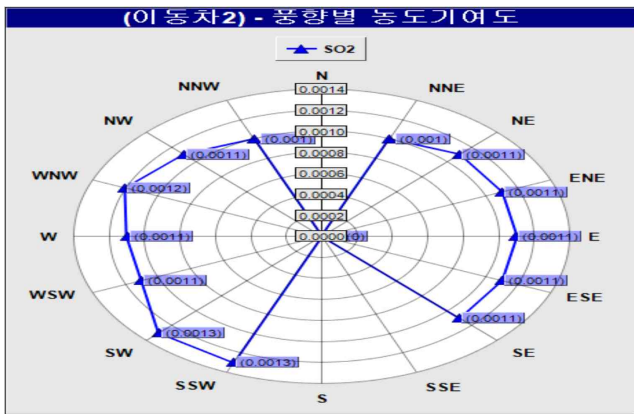 (이동차2) - 풍향별 농도기여도
SO2
N
NNW
NNE
0.0014
NW
0.0012
NE
(0.001)
0.0010
(0.001)
(0.0011)
0.0008
(0.0011)
WNW
0.0006
ENE
(0.0012)
0.0004
(0.0011)
0.0002
W
(0.0011)
0.0000
(0)
(0.0011)
E
(0.0011)
(0.0011)
WSW
ESE
(0.0013)
(0.0011)
SW
(0.0013)
SE
SSW
SSE
S